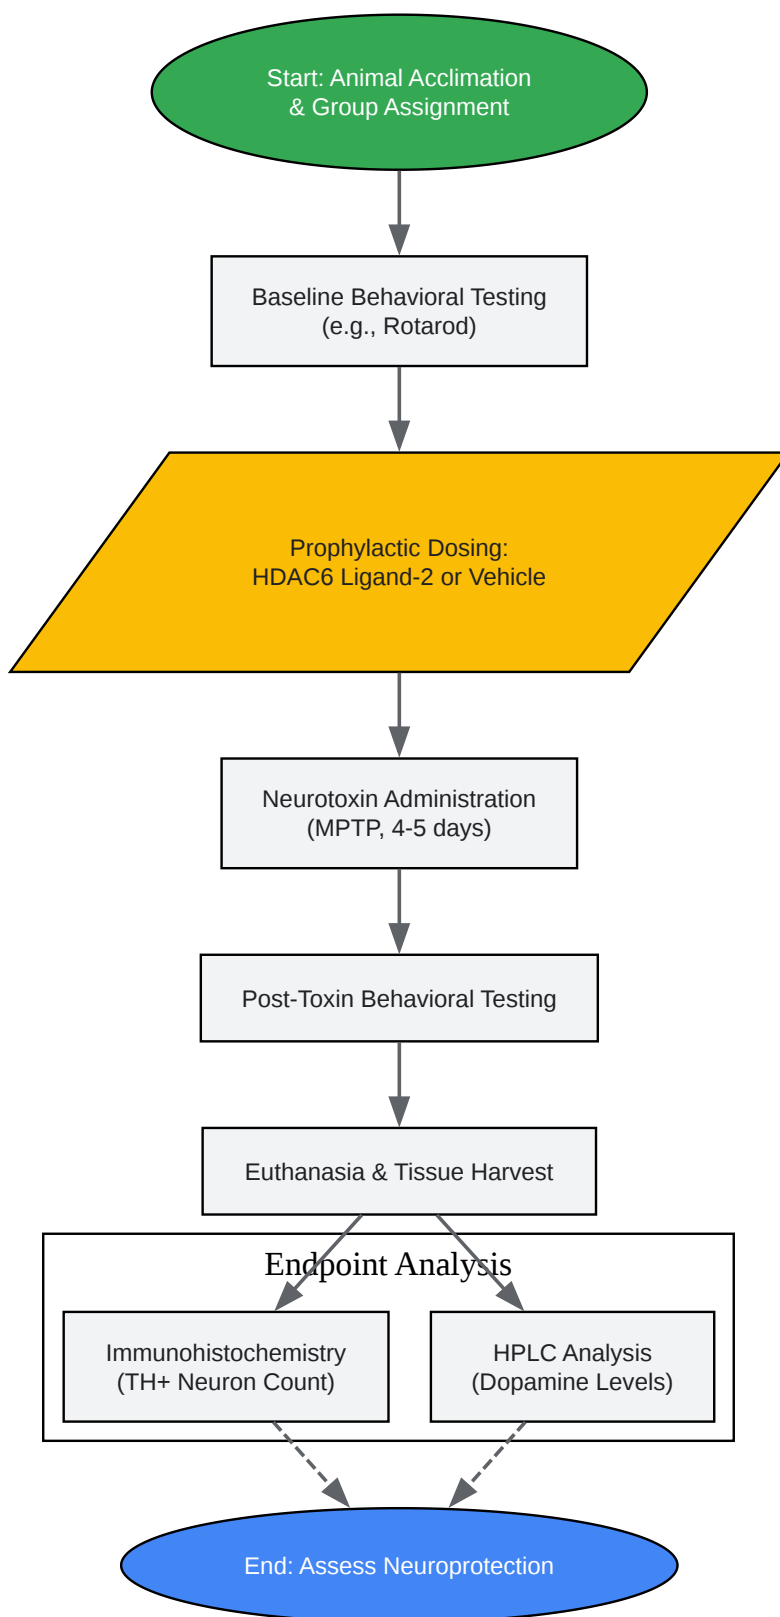 Start: Animal Acclimation
& Group Assignment
Baseline Behavioral Testing
(e.g., Rotarod)
Prophylactic Dosing:
HDAC6 Ligand-2 or Vehicle
Neurotoxin Administration
(MPTP, 4-5 days)
Post-Toxin Behavioral Testing
Euthanasia & Tissue Harvest
Endpoint Analysis
Immunohistochemistry
(TH+ Neuron Count)
HPLC Analysis
(Dopamine Levels)
End: Assess Neuroprotection